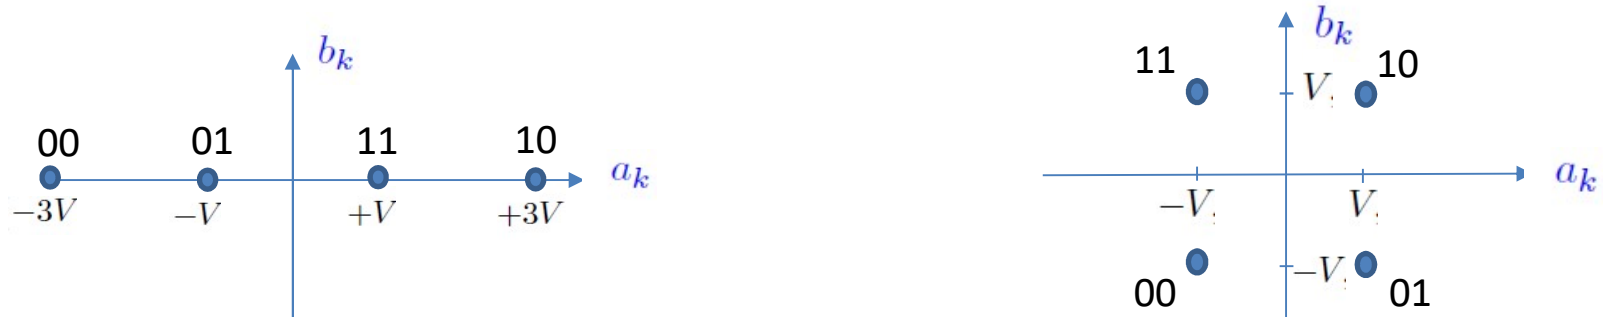 b_k
00 01 11 10
a_k
−3V −V +V +3V
b_k
11 10
V,
a_k
−V, V,
−V,
00 01